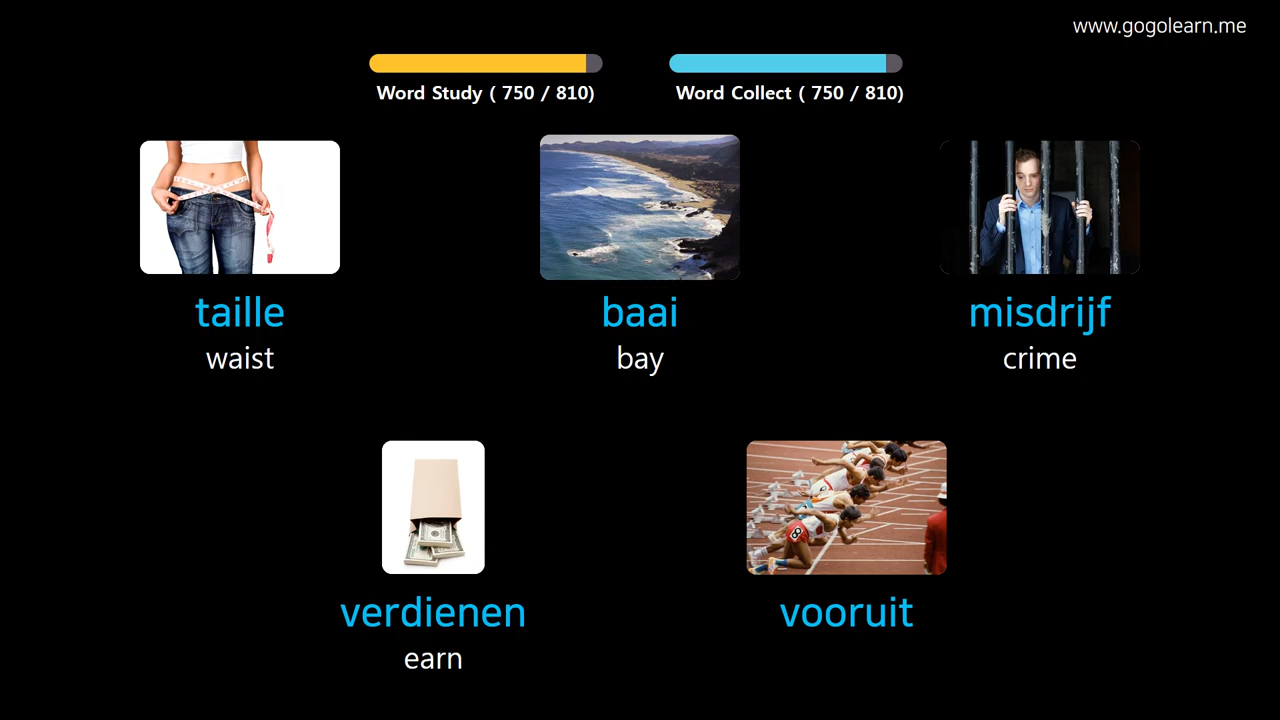 www.gogolearn.me
Word Study ( 750 / 810)
Word Collect ( 750 / 810)
taille
waist
baai
bay
misdrijf
crime
verdienen
earn
vooruit